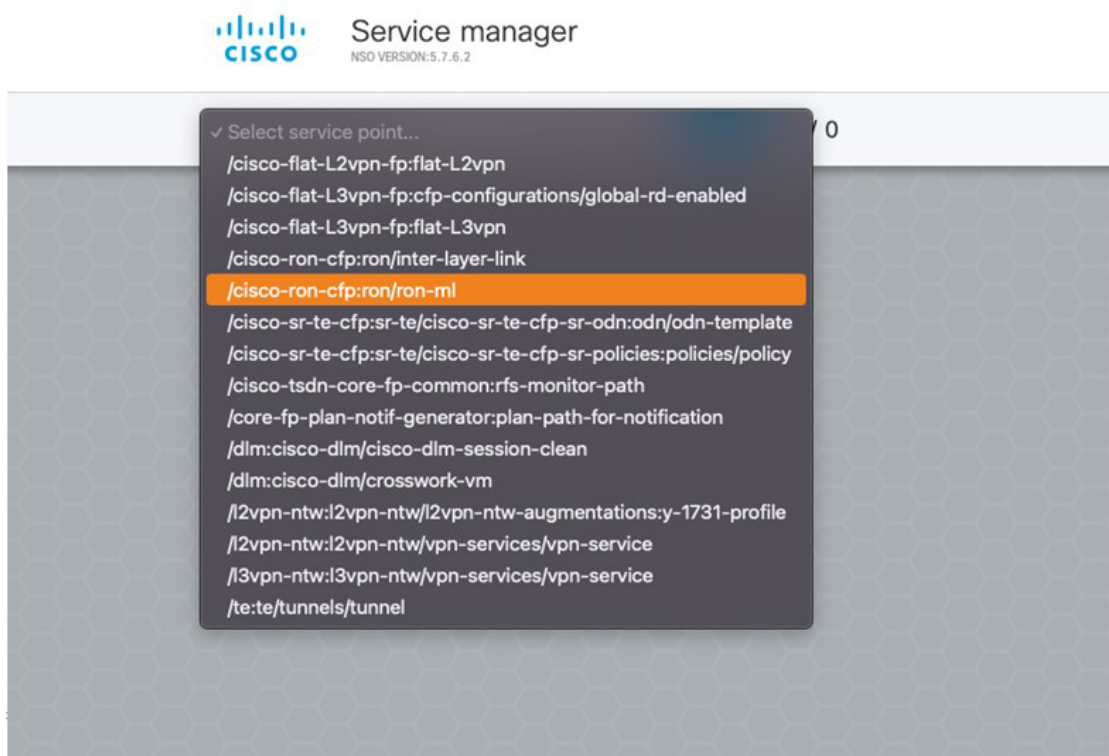 CISCO
Service manager
NSO VERSION:5.7.6.2
✓ Select service point...
/ 0
/cisco-flat-L2vpn-fp:flat-L2vpn
/cisco-flat-L3vpn-fp:cfp-configurations/global-rd-enabled
/cisco-flat-L3vpn-fp:flat-L3vpn
/cisco-ron-cfp:ron/inter-layer-link
/cisco-ron-cfp:ron/ron-ml
/cisco-sr-te-cfp:sr-te/cisco-sr-te-cfp-sr-odn:odn/odn-template
/cisco-sr-te-cfp:sr-te/cisco-sr-te-cfp-sr-policies:policies/policy
/cisco-tsdn-core-fp-common:rfs-monitor-path
/core-fp-plan-notif-generator:plan-path-for-notification
/dlm:cisco-dlm/cisco-dlm-session-clean
/dlm:cisco-dlm/crosswork-vm
/l2vpn-ntw:l2vpn-ntw/l2vpn-ntw-augmentations:y-1731-profile
/l2vpn-ntw:l2vpn-ntw/vpn-services/vpn-service
/l3vpn-ntw:l3vpn-ntw/vpn-services/vpn-service
/te:te/tunnels/tunnel